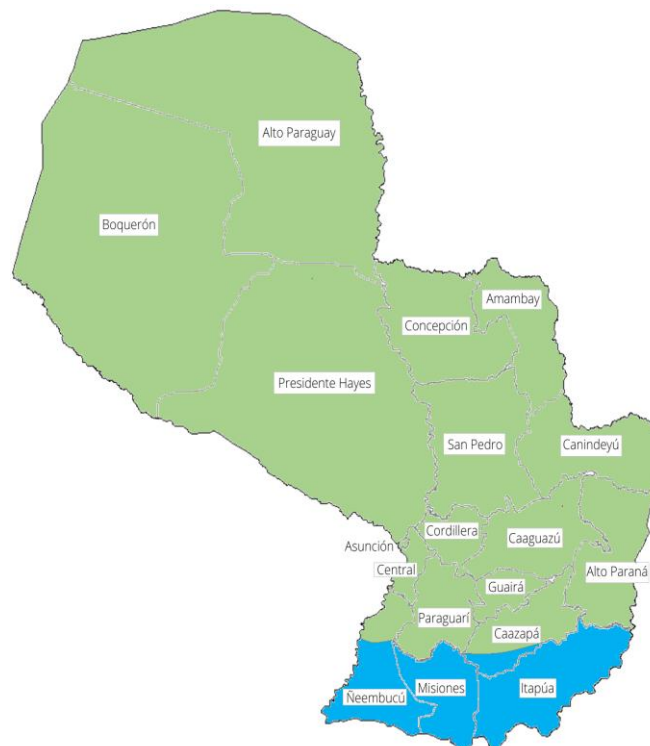 Alto Paraguay
Boquerón
Amambay
Concepción
Presidente Hayes
San Pedro
Canindeyú
Cordillera
Caaguazú
Asunción
Central
Alto Paraná
Guairá
Paraguarí
Caazapá
Ñeembucú
Misiones
Itapúa